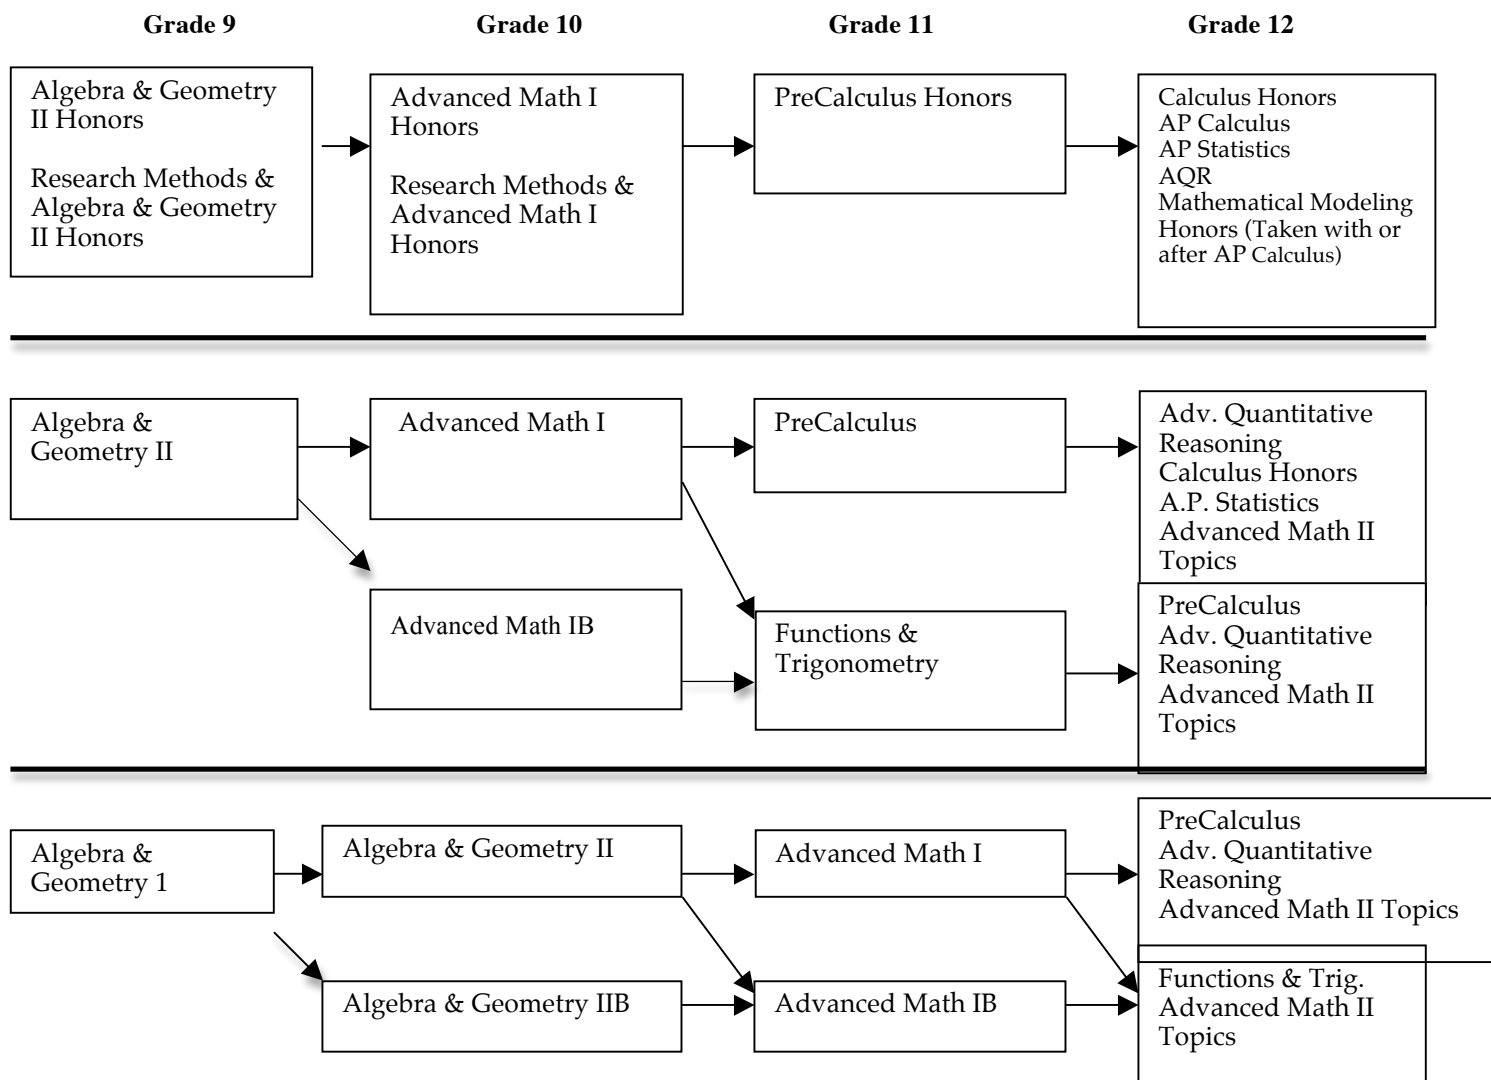 Grade 9 Grade 10 Grade 11 Grade 12
Algebra & Geometry
II Honors
Research Methods &
Algebra & Geometry
II Honors
Advanced Math I
Honors
Research Methods &
Advanced Math I
Honors
PreCalculus Honors
Calculus Honors
AP Calculus
AP Statistics
AQR
Mathematical Modeling
Honors (Taken with or
after AP Calculus)
Algebra &
Geometry II
Advanced Math I
PreCalculus
Adv. Quantitative
Reasoning
Calculus Honors
A.P. Statistics
Advanced Math II
Topics
Advanced Math IB
Functions &
Trigonometry
PreCalculus
Adv. Quantitative
Reasoning
Advanced Math II
Topics
Algebra &
Geometry 1
Algebra & Geometry II
Advanced Math I
PreCalculus
Adv. Quantitative
Reasoning
Advanced Math II Topics
Algebra & Geometry IIB
Advanced Math IB
Functions & Trig.
Advanced Math II
Topics